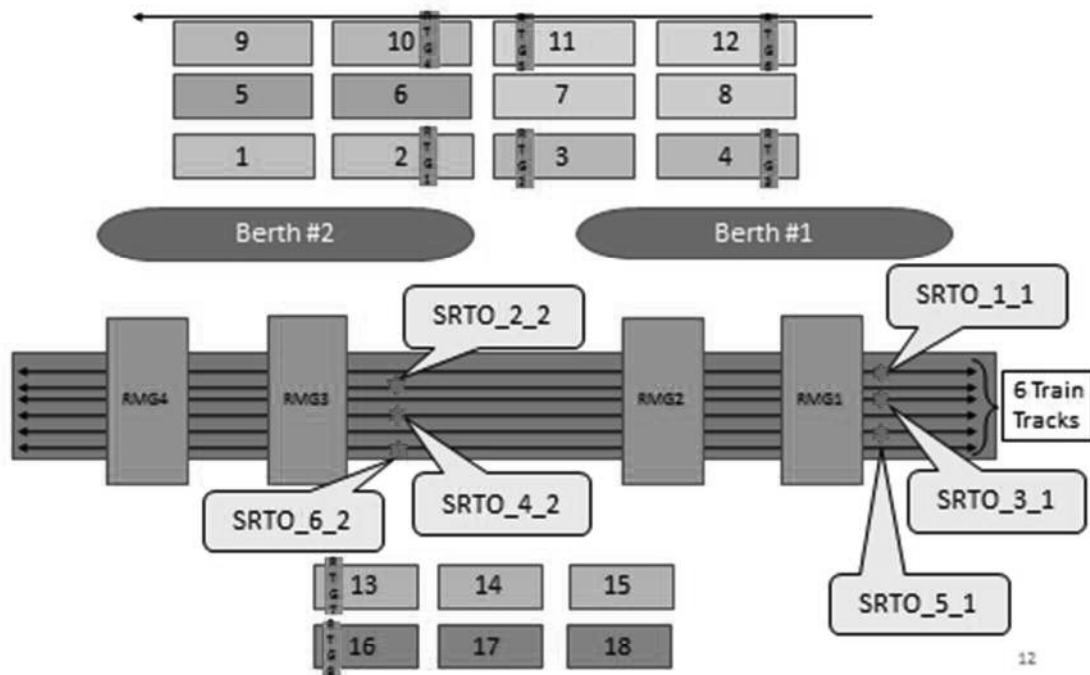 9 10 11 12
5 6 7 8
1 2 3 4
Berth #2 Berth #1
SRTO_1_1
SRTO_2_2
RMG4 RMG3 RMG2 RMG1
6 Train
Tracks
SRTO_6_2 SRTO_4_2 SRTO_3_1
13 14 15
SRTO_5_1
16 17 18
12